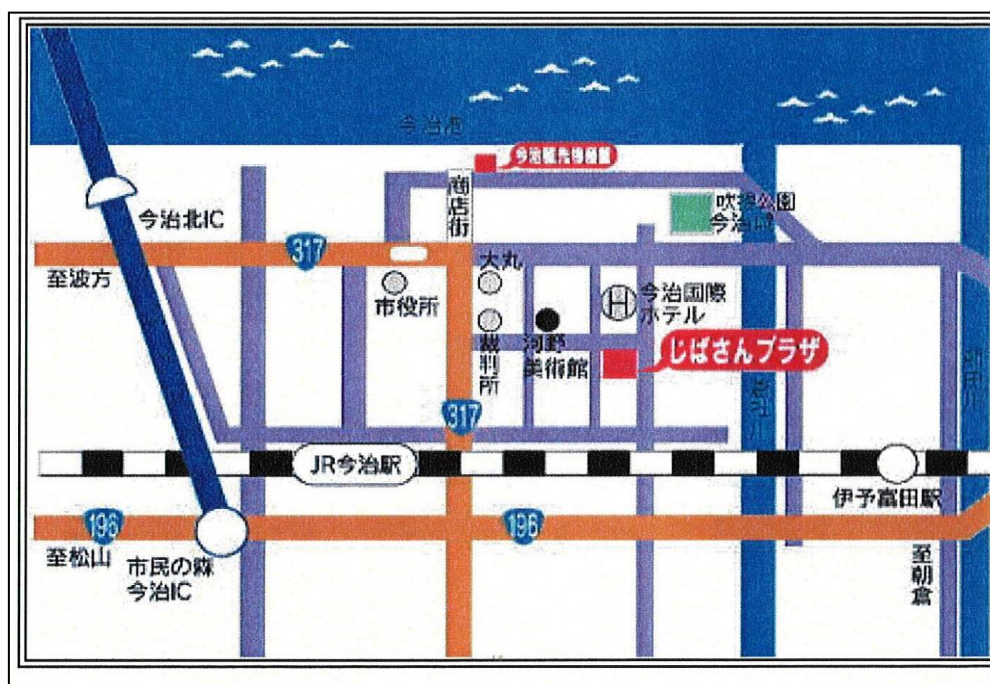 今治港
今治北IC
商店街
吹揚公園
今治城
317
至波方
大丸
市役所
今治国際
ホテル
H
裁判所
河野
美術館
じばさんプラザ
317
JR今治駅
伊予富田駅
196
196
至松山
市民の森
今治IC
至朝倉